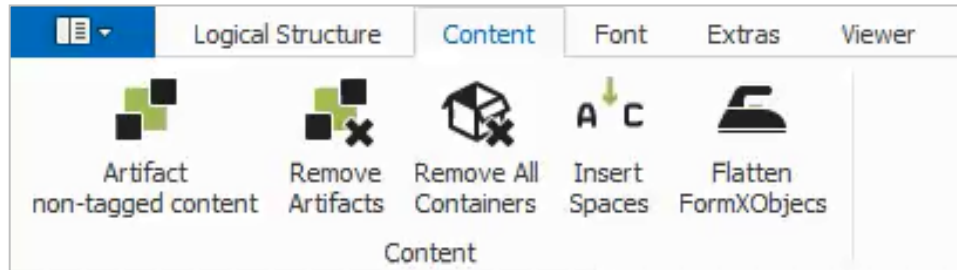 Logical Structure Content Font Extras Viewer
A C
Artifact Remove Remove All Insert Flatten
non-tagged content Artifacts Containers Spaces FormXObjecs
Content